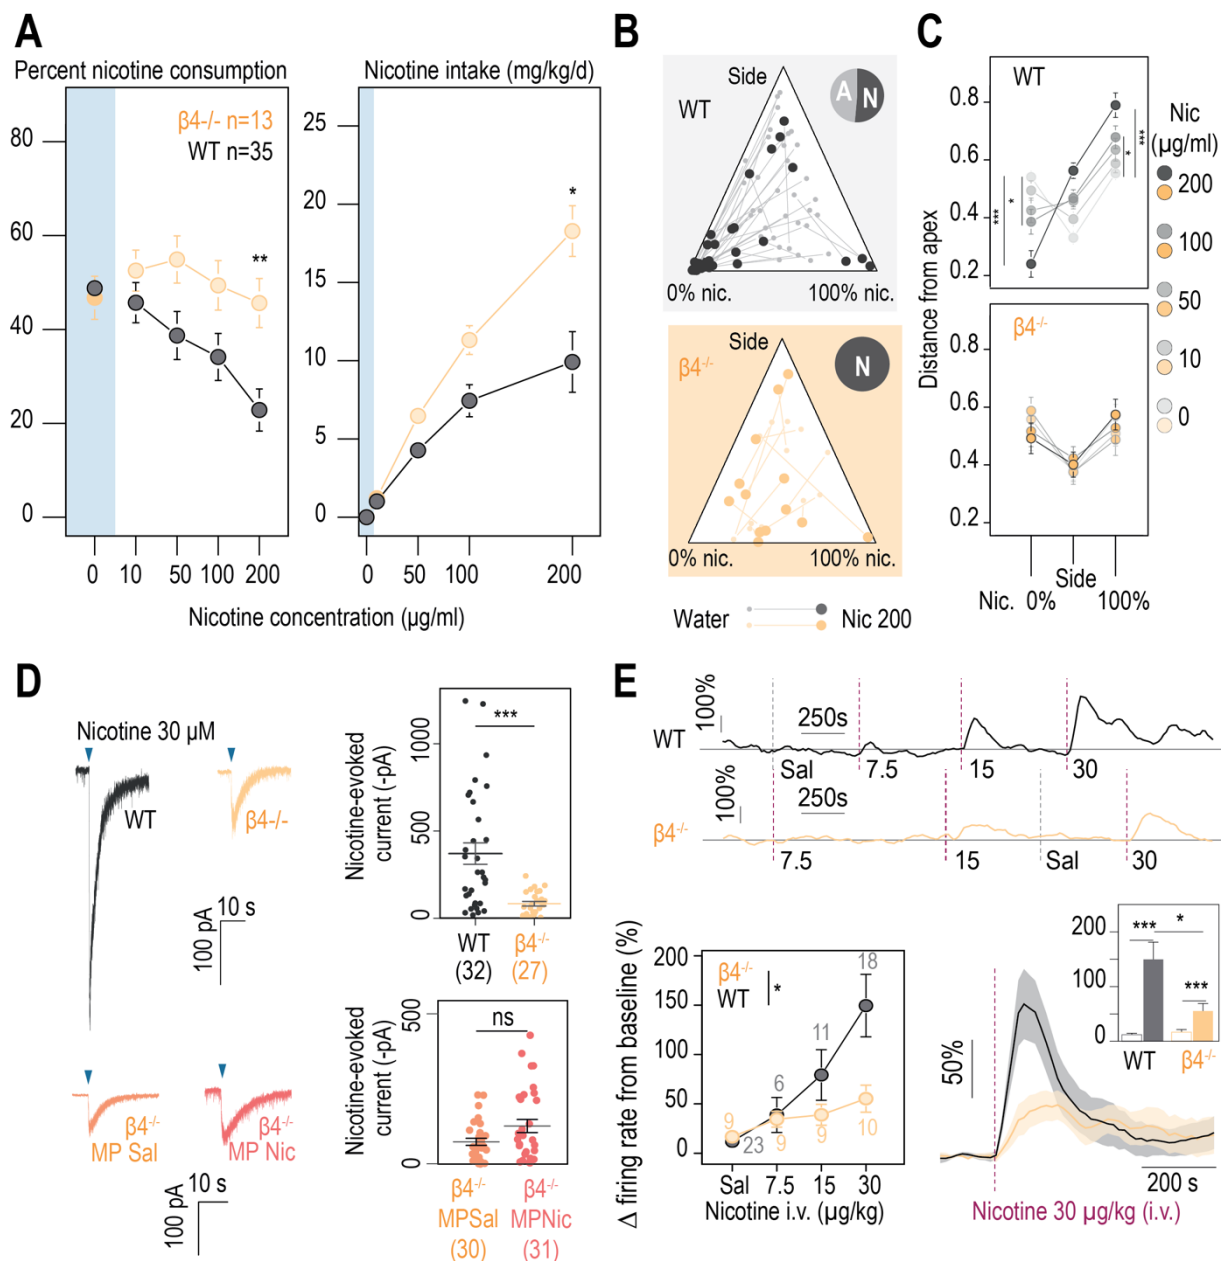 A
Percent nicotine consumption
Nicotine intake (mg/kg/d)
β4-/- n=13
WT n=35
80
60
40
20
0
**
25
20
15
10
5
0
*
0 10 50 100 200
0 50 100 200
Nicotine concentration (µg/ml)
B
Side
WT
A N
0% nic. 100% nic.
Side
β4-/-
N
0% nic. 100% nic.
Water Nic 200
C
WT
0.8
0.6
0.4
0.2
***
*
*
***
Distance from apex
β4-/-
0.8
0.6
0.4
0.2
Side
Nic. 0% 100%
Nic
(µg/ml)
200
100
50
10
0
D
Nicotine 30 µM
WT
β4-/-
10 s
100 pA
β4-/-
MP Sal
β4-/-
MP Nic
10 s
100 pA
Nicotine-evoked
current (-pA)
1000
500
0
***
WT
(32)
β4-/-
(27)
Nicotine-evoked
current (-pA)
500
0
ns
β4-/-
MPSal
(30)
β4-/-
MPNic
(31)
E
100%
250s
WT
Sal 7.5 15 30
100%
250s
β4-/-
7.5 15 Sal 30
Δ firing rate from baseline (%)
200
150
100
50
0
β4-/-
WT
*
18
11
6
9
23
9
9
10
Sal 7.5 15 30
Nicotine i.v. (µg/kg)
200
100
0
***
*
***
WT β4-/-
50%
200 s
Nicotine 30 µg/kg (i.v.)